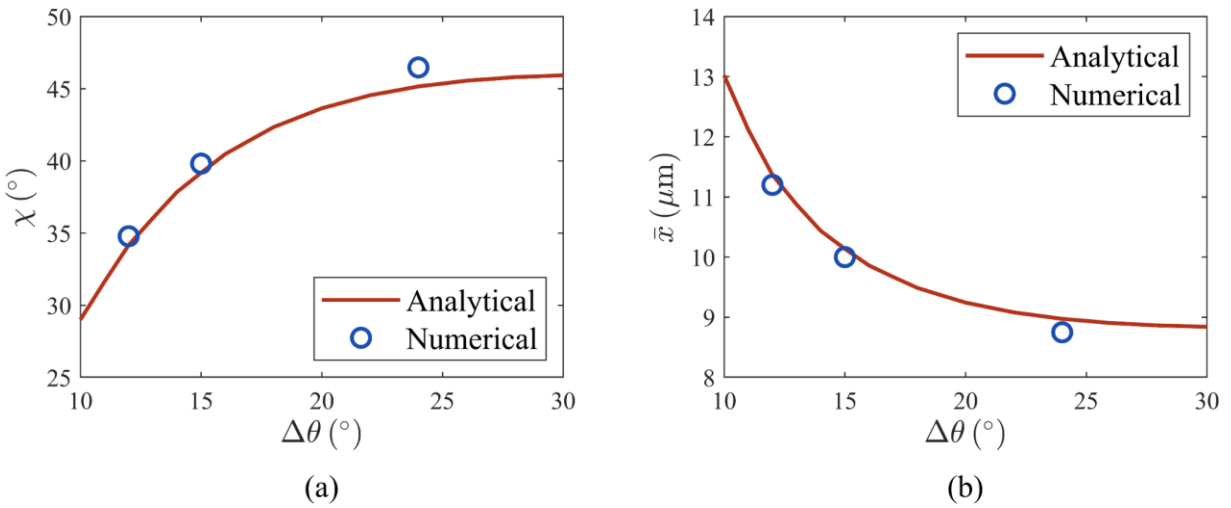 50
45
40
35
30
25
χ (°)
Analytical
Numerical
10 15 20 25 30
Δθ (°)
(a)
14
13
12
11
10
9
8
x̄ (μm)
Analytical
Numerical
10 15 20 25 30
Δθ (°)
(b)